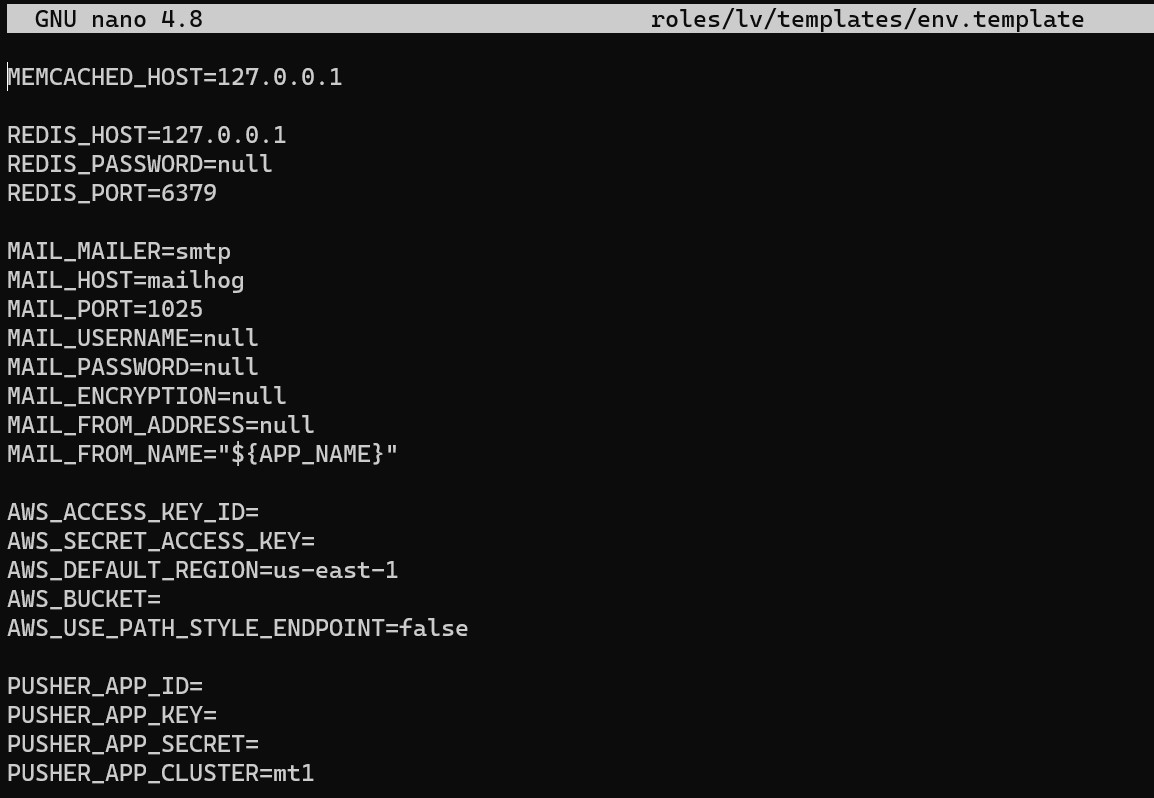 GNU nano 4.8 roles/lv/templates/env.template
MEMCACHED_HOST=127.0.0.1
REDIS_HOST=127.0.0.1
REDIS_PASSWORD=null
REDIS_PORT=6379
MAIL_MAILER=smtp
MAIL_HOST=mailhog
MAIL_PORT=1025
MAIL_USERNAME=null
MAIL_PASSWORD=null
MAIL_ENCRYPTION=null
MAIL_FROM_ADDRESS=null
MAIL_FROM_NAME="${APP_NAME}"
AWS_ACCESS_KEY_ID=
AWS_SECRET_ACCESS_KEY=
AWS_DEFAULT_REGION=us-east-1
AWS_BUCKET=
AWS_USE_PATH_STYLE_ENDPOINT=false
PUSHER_APP_ID=
PUSHER_APP_KEY=
PUSHER_APP_SECRET=
PUSHER_APP_CLUSTER=mt1